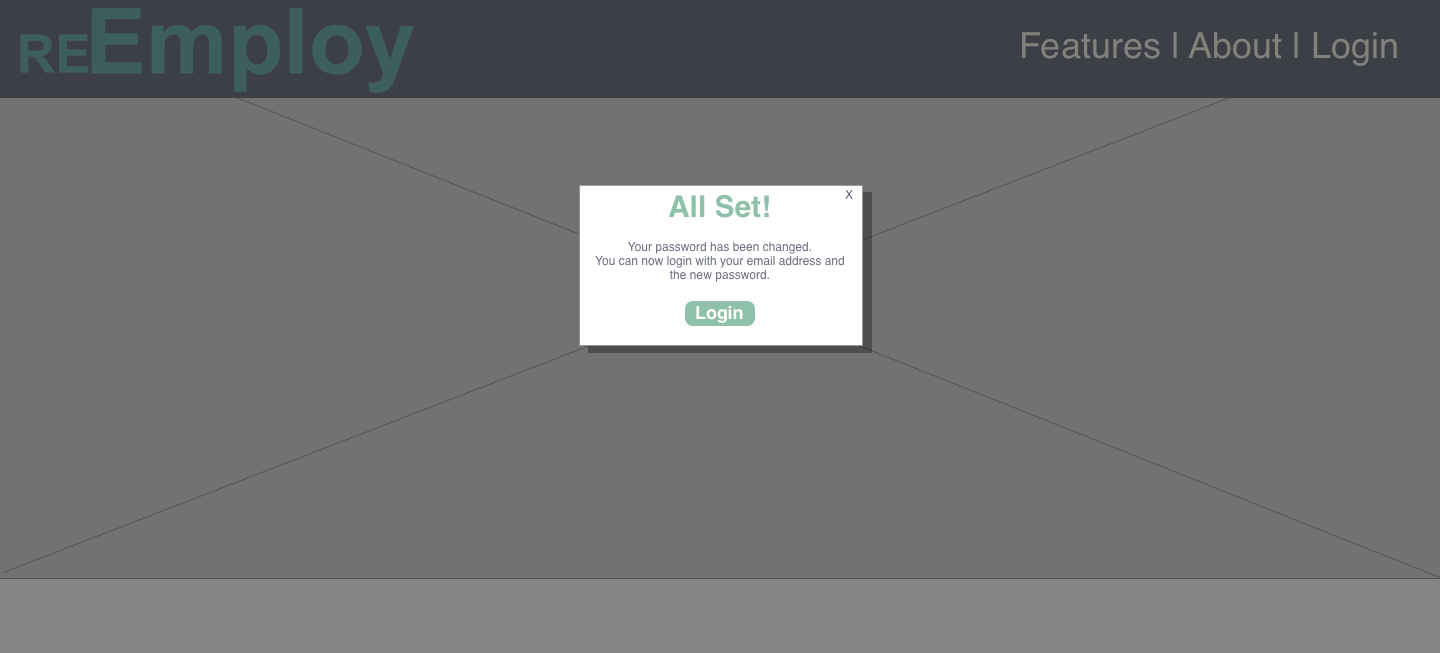 REEmploy
Features | About | Login
X
All Set!
Your password has been changed.
You can now login with your email address and
the new password.
Login